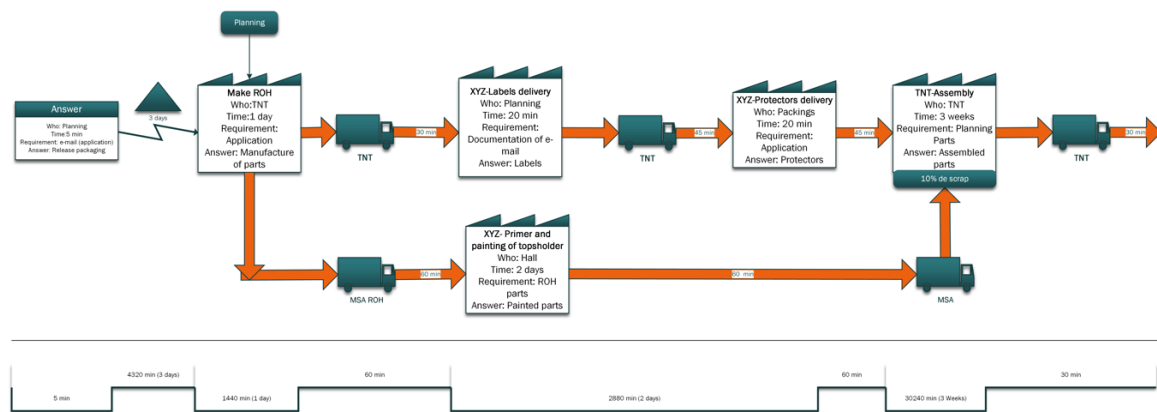 Planning
Answer
Who: Planning
Time:5 min
Requirement: e-mail (application)
Answer: Release packaging
3 days
Make ROH
Who:TNT
Time:1 day
Requirement:
Application
Answer: Manufacture
of parts
TNT
30 min
XYZ-Labels delivery
Who: Planning
Time: 20 min
Requirement:
Documentation of e-
mail
Answer: Labels
TNT
45 min
XYZ-Protectors delivery
Who: Packings
Time: 20 min
Requirement:
Application
Answer: Protectors
45 min
TNT-Assembly
Who: TNT
Time: 3 weeks
Requirement: Planning
Parts
Answer: Assembled
parts
10% de scrap
TNT
30 min
MSA ROH
60 min
XYZ- Primer and
painting of topsholder
Who: Hall
Time: 2 days
Requirement: ROH
parts
Answer: Painted parts
60 min
MSA
5 min
4320 min (3 days)
1440 min (1 day)
60 min
2880 min (2 days)
60 min
30240 min (3 Weeks)
30 min